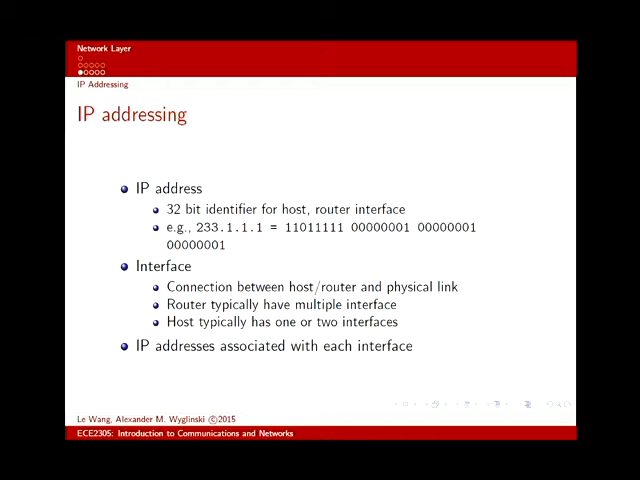 Network Layer
IP Addressing
IP addressing
IP address
32 bit identifier for host, router interface
e.g., 233.1.1.1 = 11011111 00000001 00000001
00000001
Interface
Connection between host/router and physical link
Router typically have multiple interface
Host typically has one or two interfaces
IP addresses associated with each interface
Le Wang, Alexander M. Wyglinski ©2015
ECE2305: Introduction to Communications and Networks